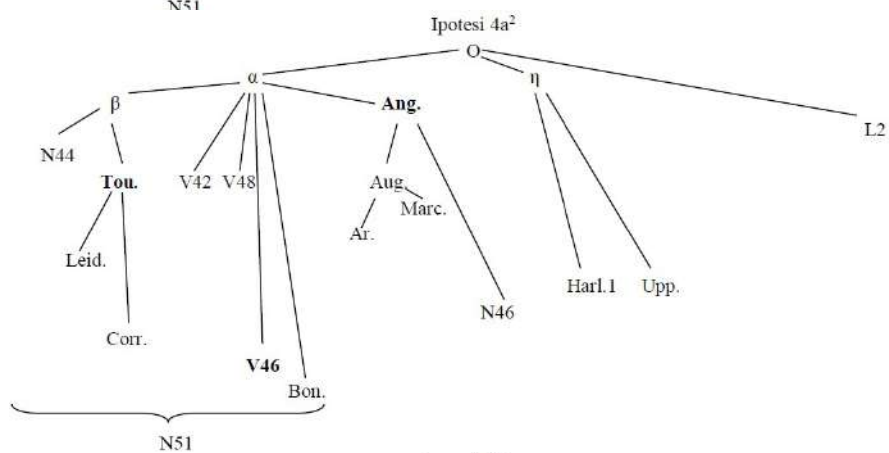 N51
Ipotesi 4a²
O
α
η
β
Ang.
L2
N44
Tou.
V42
V48
Aug.
Marc.
Ar.
Leid.
Harl.1
Upp.
N46
Corr.
V46
Bon.
N51